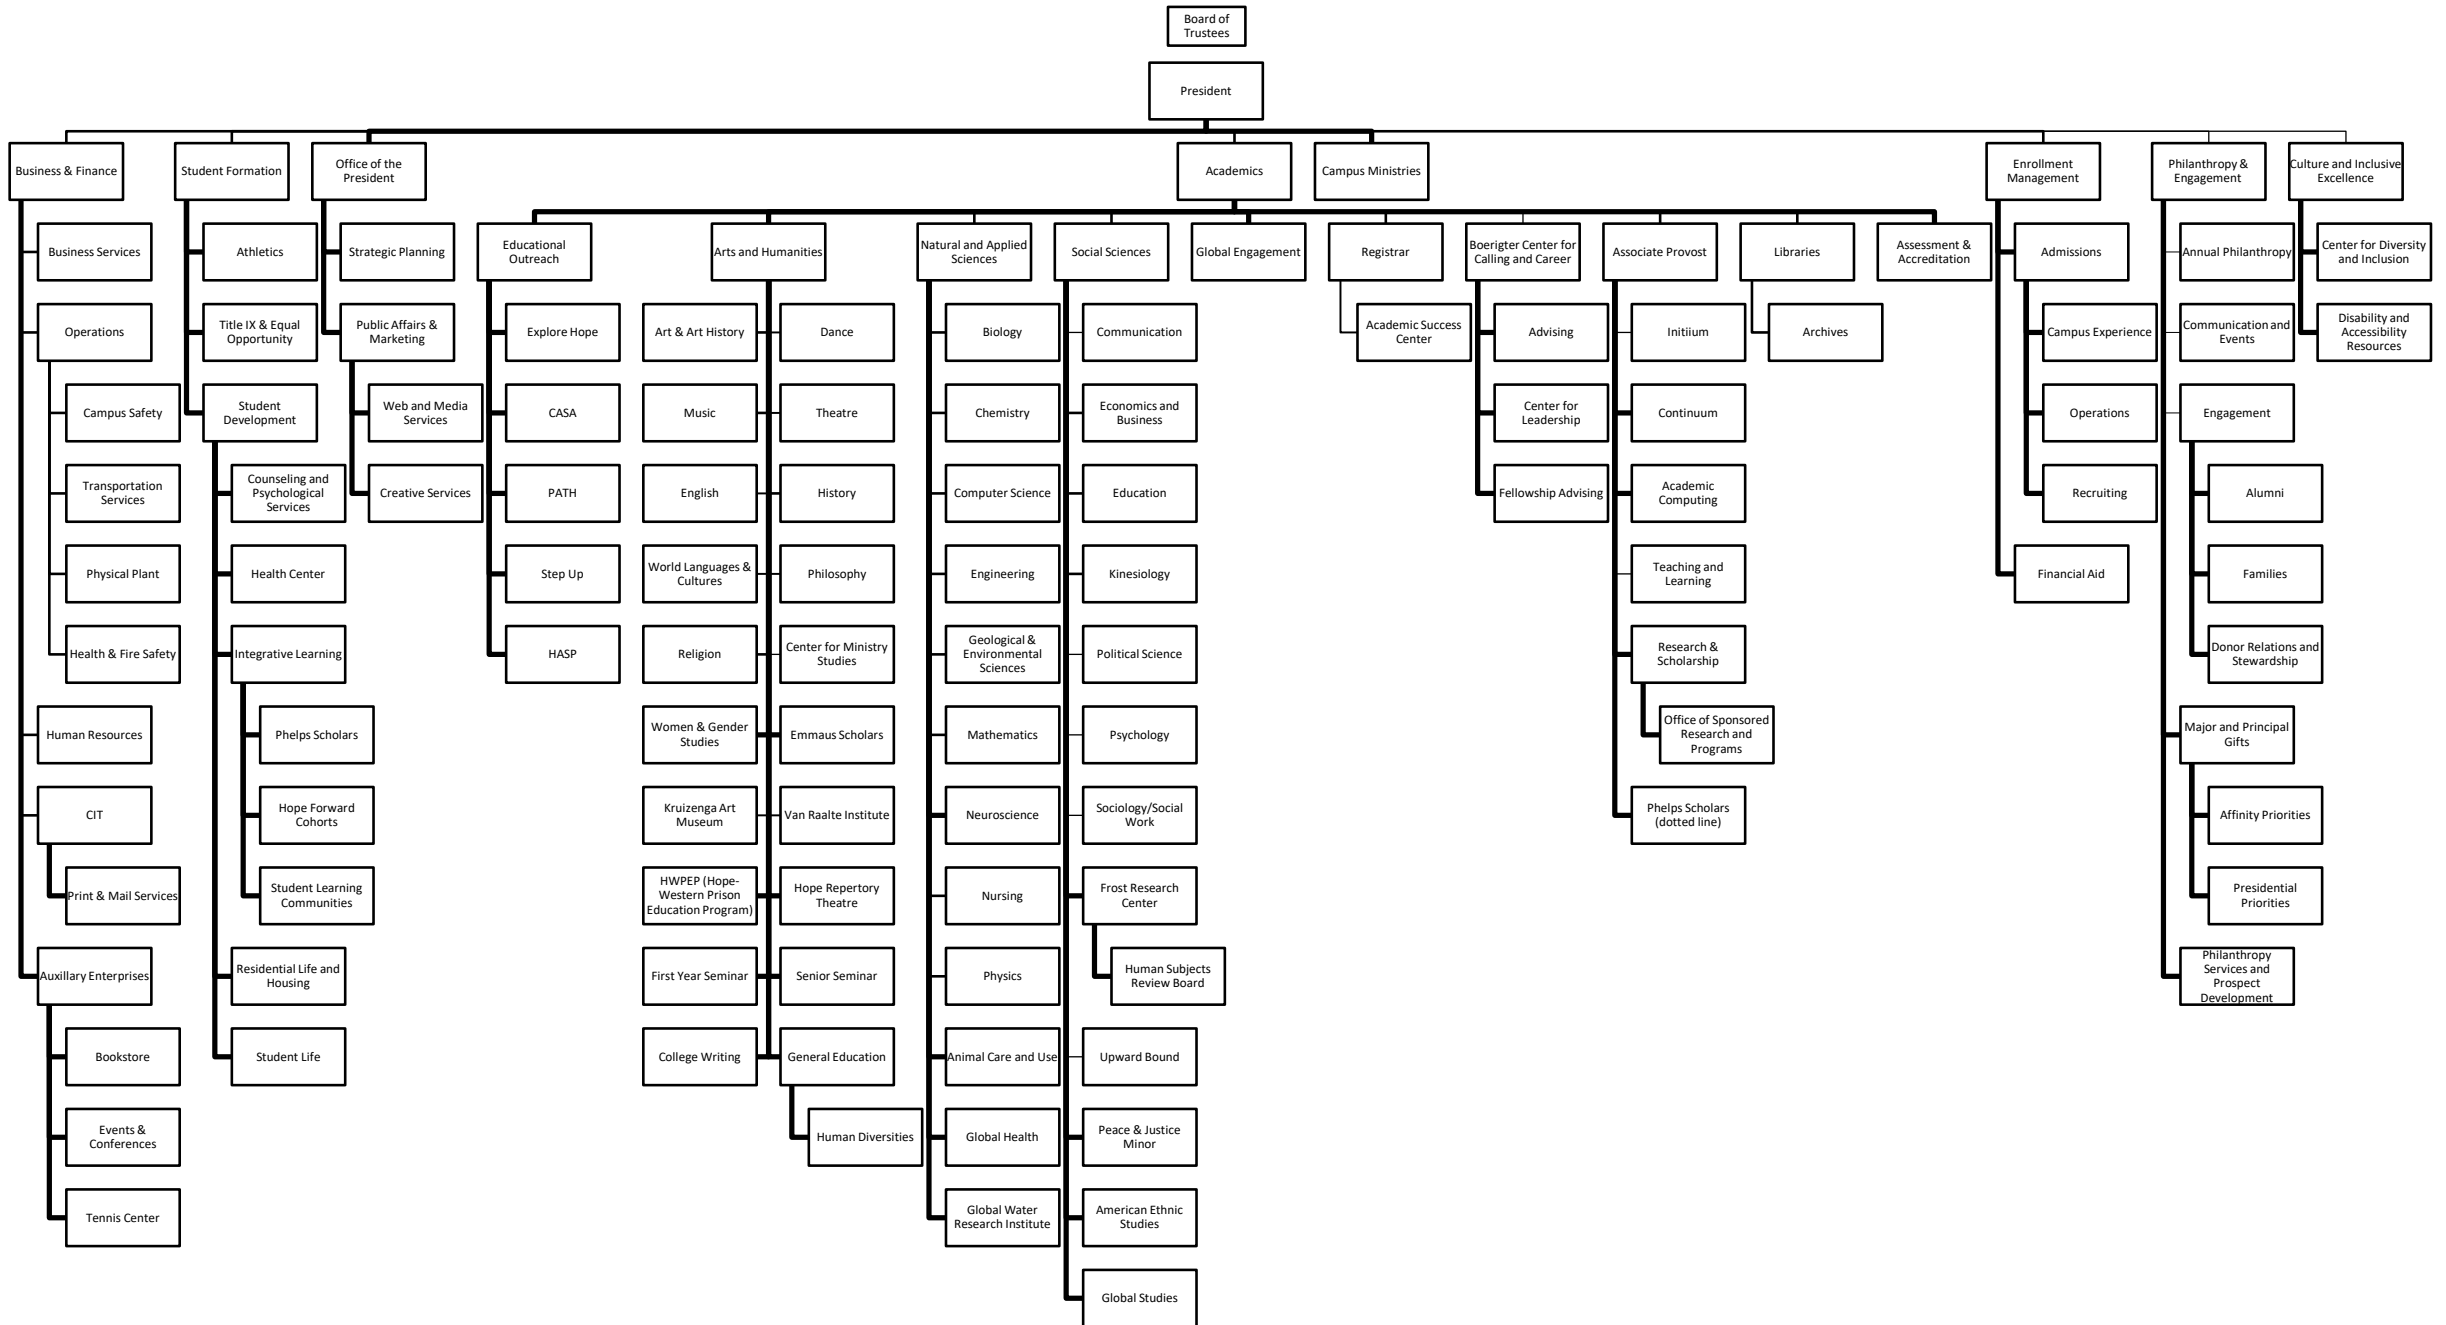 Board of
Trustees
President
Business & Finance
Student Formation
Office of the
President
Academics
Campus Ministries
Enrollment
Management
Philanthropy &
Engagement
Culture and Inclusive
Excellence
Business Services
Operations
Campus Safety
Transportation
Services
Physical Plant
Health & Fire Safety
Human Resources
CIT
Print & Mail Services
Auxillary Enterprises
Bookstore
Events &
Conferences
Tennis Center
Athletics
Title IX & Equal
Opportunity
Student
Development
Counseling and
Psychological
Services
Health Center
Integrative Learning
Phelps Scholars
Hope Forward
Cohorts
Student Learning
Communities
Residential Life and
Housing
Student Life
Strategic Planning
Public Affairs &
Marketing
Web and Media
Services
Creative Services
Educational
Outreach
Explore Hope
CASA
PATH
Step Up
HASP
Arts and Humanities
Art & Art History
Dance
Music
Theatre
English
History
World Languages &
Cultures
Philosophy
Religion
Center for Ministry
Studies
Women & Gender
Studies
Emmaus Scholars
Kruizenga Art
Museum
Van Raalte Institute
HWPEP (Hope-
Western Prison
Education Program)
Hope Repertory
Theatre
First Year Seminar
Senior Seminar
College Writing
General Education
Human Diversities
Natural and Applied
Sciences
Biology
Chemistry
Computer Science
Engineering
Geological &
Environmental
Sciences
Mathematics
Neuroscience
Nursing
Physics
Animal Care and Use
Global Health
Global Water
Research Institute
Social Sciences
Communication
Economics and
Business
Education
Kinesiology
Political Science
Psychology
Sociology/Social
Work
Frost Research
Center
Human Subjects
Review Board
Upward Bound
Peace & Justice
Minor
American Ethnic
Studies
Global Studies
Global Engagement
Registrar
Academic Success
Center
Boerigter Center for
Calling and Career
Advising
Center for
Leadership
Fellowship Advising
Associate Provost
Initiium
Continuum
Academic
Computing
Teaching and
Learning
Research &
Scholarship
Office of Sponsored
Research and
Programs
Phelps Scholars
(dotted line)
Libraries
Archives
Assessment &
Accreditation
Admissions
Campus Experience
Operations
Recruiting
Financial Aid
Annual Philanthropy
Communication and
Events
Engagement
Alumni
Families
Donor Relations and
Stewardship
Major and Principal
Gifts
Affinity Priorities
Presidential
Priorities
Philanthropy
Services and
Prospect
Development
Center for Diversity
and Inclusion
Disability and
Accessibility
Resources